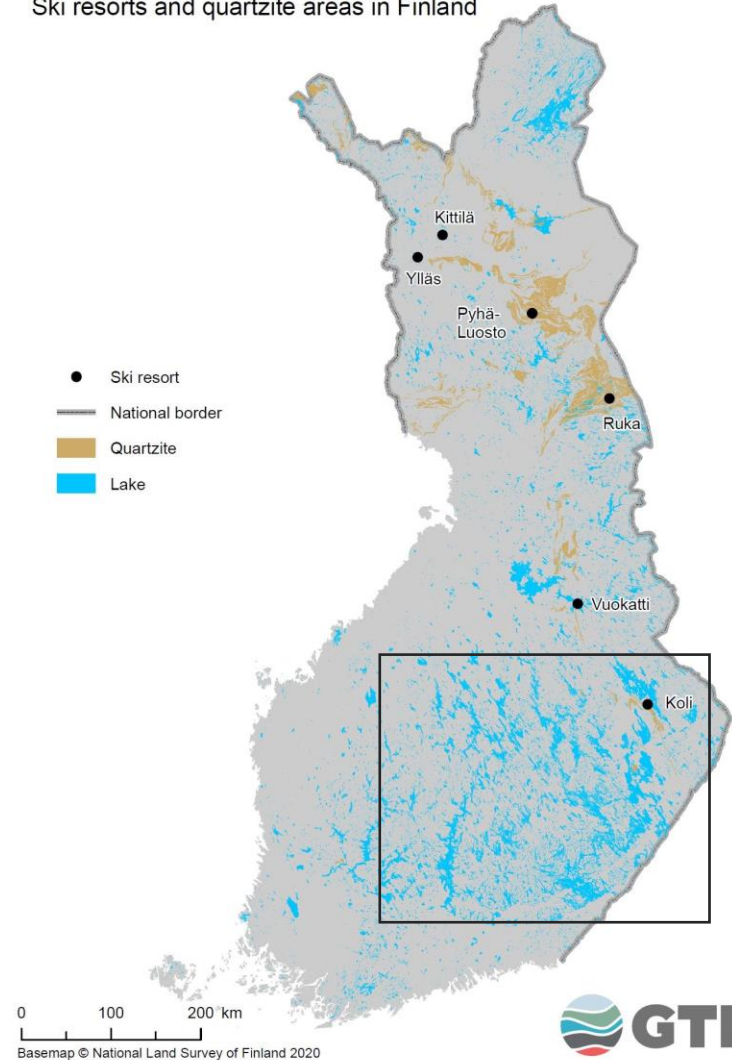 Ski resorts and quartzite areas in Finland
Kittilä
Ylläs
Pyhä-
Luosto
Ski resort
National border
Quartzite
Lake
Ruka
Vuokatti
Koli
0 100 200 km
GT
Basemap © National Land Survey of Finland 2020